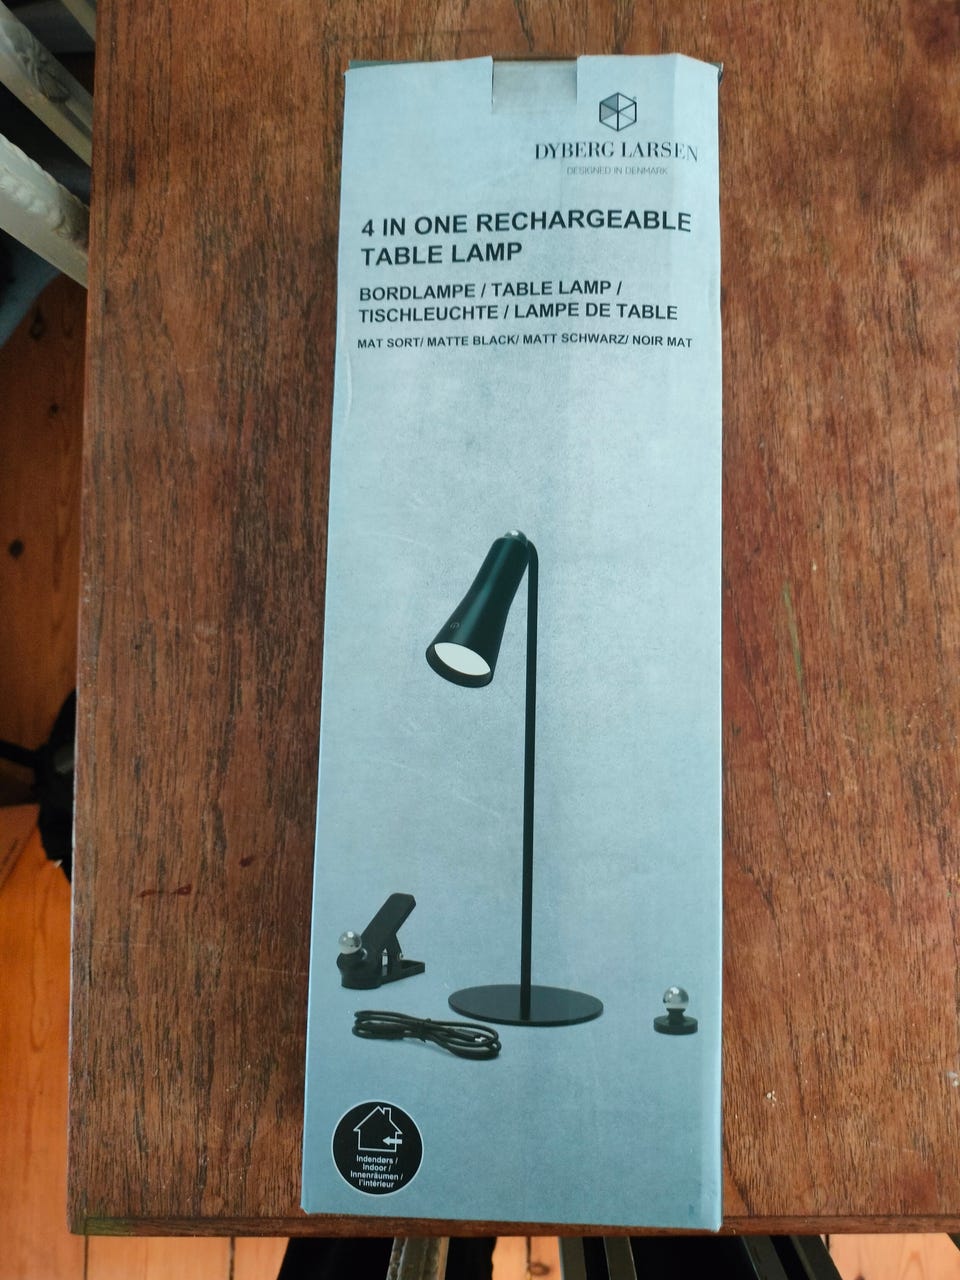 DYBERG LARSEN
DESIGNED IN DENMARK
4 IN ONE RECHARGEABLE
TABLE LAMP
BORDLAMPE / TABLE LAMP /
TISCHLEUCHTE / LAMPE DE TABLE
MAT SORT/ MATTE BLACK/ MATT SCHWARZ/ NOIR MAT
Indendørs /
Indoor /
Innenräumen /
l'intérieur